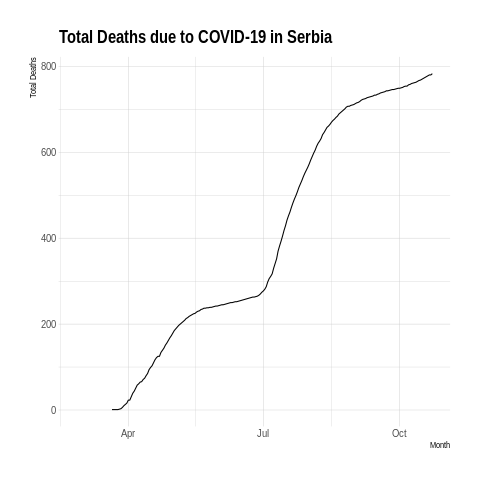 Total Deaths due to COVID-19 in Serbia
Total Deaths
800
600
400
200
0
Apr
Jul
Oct
Month